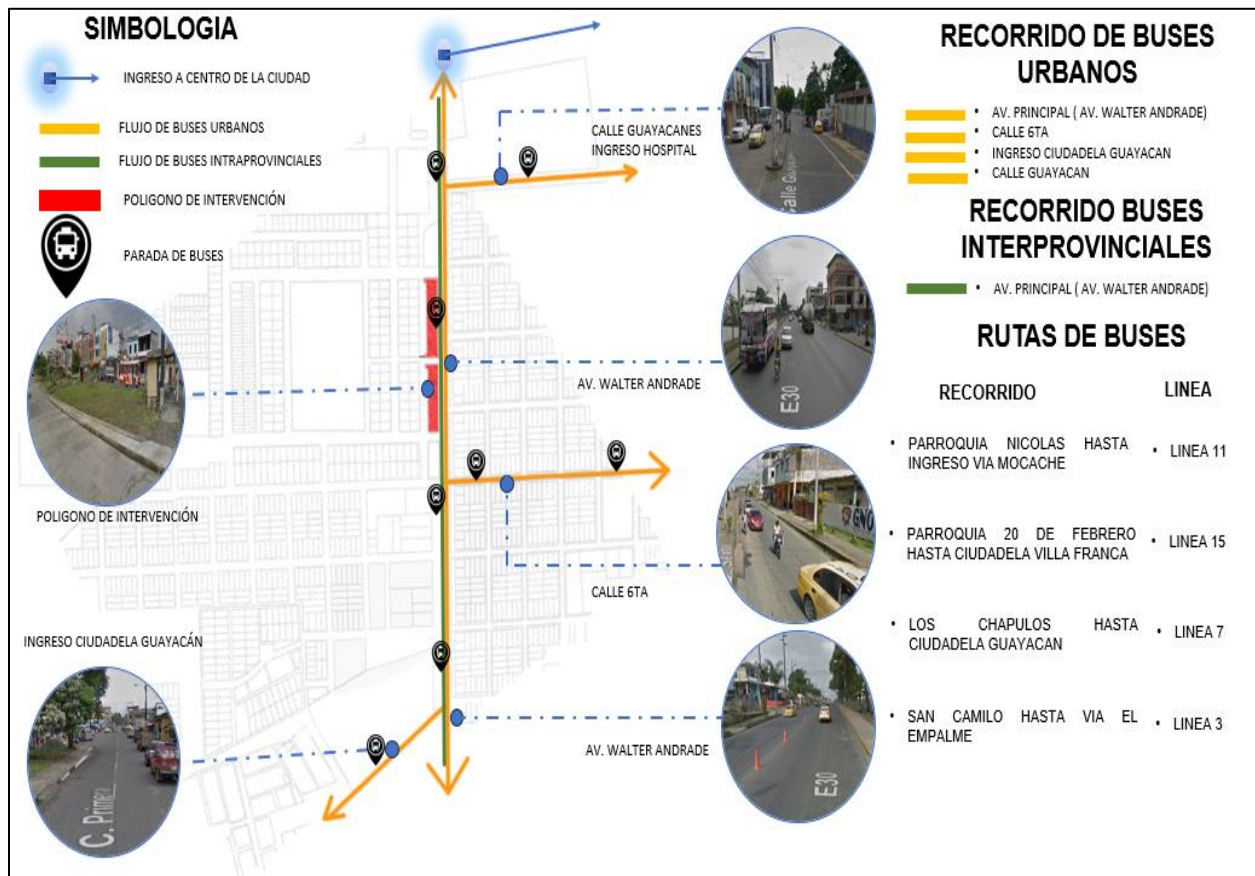 SIMBOLOGIA
INGRESO A CENTRO DE LA CIUDAD
FLUJO DE BUSES URBANOS
FLUJO DE BUSES INTRAPROVINCIALES
POLIGONO DE INTERVENCIÓN
PARADA DE BUSES
POLIGONO DE INTERVENCIÓN
INGRESO CIUDADELA GUAYACÁN
C. Primera
CALLE GUAYACANES
INGRESO HOSPITAL
AV. WALTER ANDRADE
CALLE 6TA
AV. WALTER ANDRADE
E30
E30
RECORRIDO DE BUSES
URBANOS
• AV. PRINCIPAL ( AV. WALTER ANDRADE)
• CALLE 6TA
• INGRESO CIUDADELA GUAYACAN
• CALLE GUAYACAN
RECORRIDO BUSES
INTERPROVINCIALES
• AV. PRINCIPAL ( AV. WALTER ANDRADE)
RUTAS DE BUSES
RECORRIDO LINEA
• PARROQUIA NICOLAS HASTA
INGRESO VIA MOCACHE • LINEA 11
• PARROQUIA 20 DE FEBRERO
HASTA CIUDADELA VILLA FRANCA • LINEA 15
• LOS CHAPULOS HASTA
CIUDADELA GUAYACAN • LINEA 7
• SAN CAMILO HASTA VIA EL
EMPALME • LINEA 3